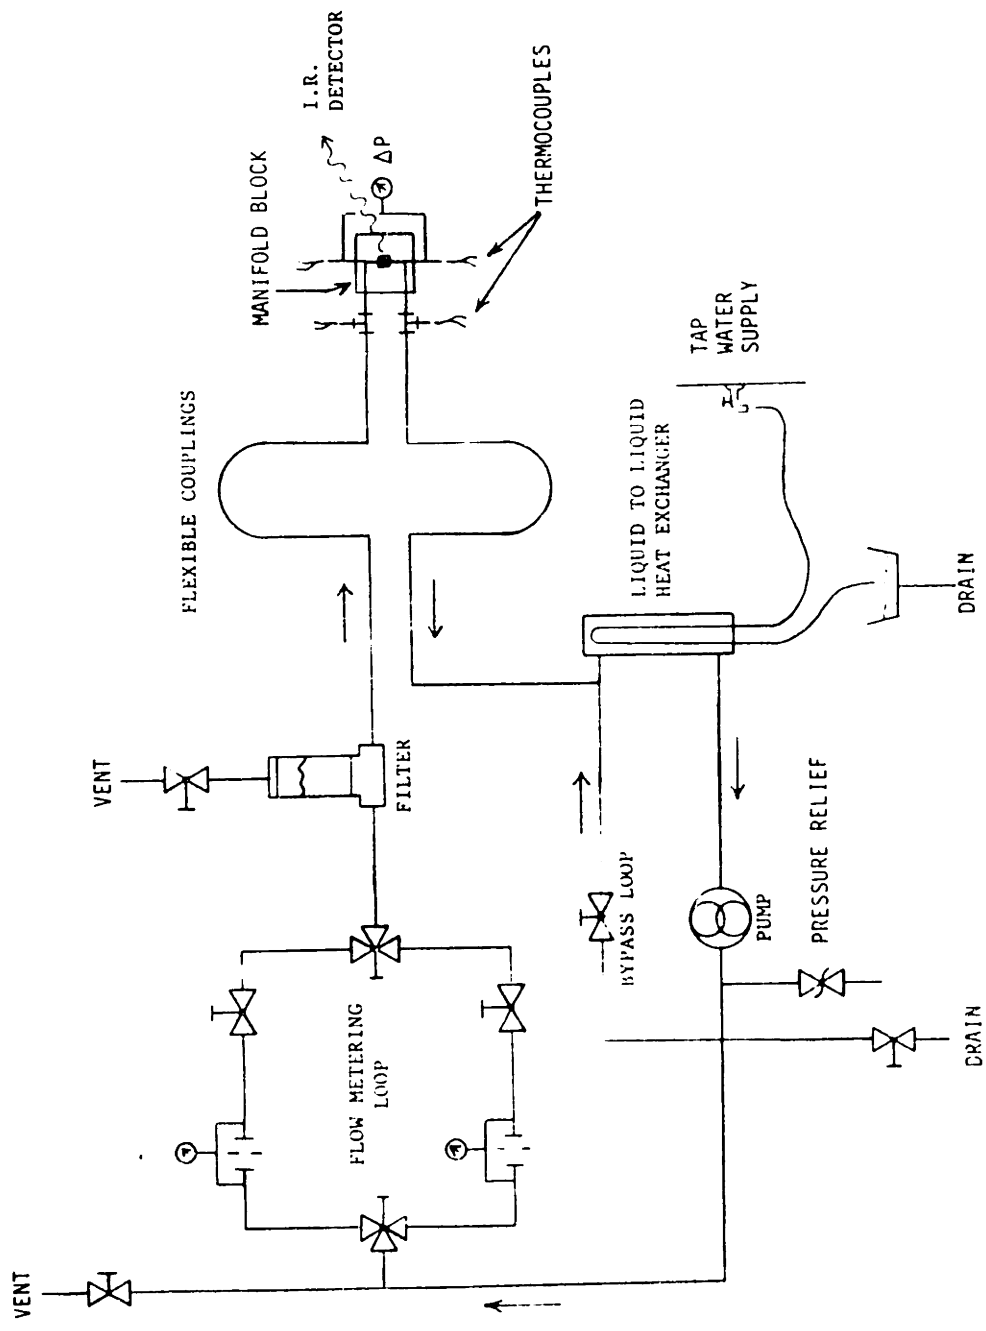 VENT
VENT
FLOW METERING
LOOP
FILTER
FLEXIBLE COUPLINGS
MANIFOLD BLOCK
I.R.
DETECTOR
ΔP
THERMOCOUPLES
BYPASS LOOP
PUMP
PRESSURE RELIEF
DRAIN
LIQUID TO LIQUID
HEAT EXCHANGER
TAP
WATER
SUPPLY
DRAIN